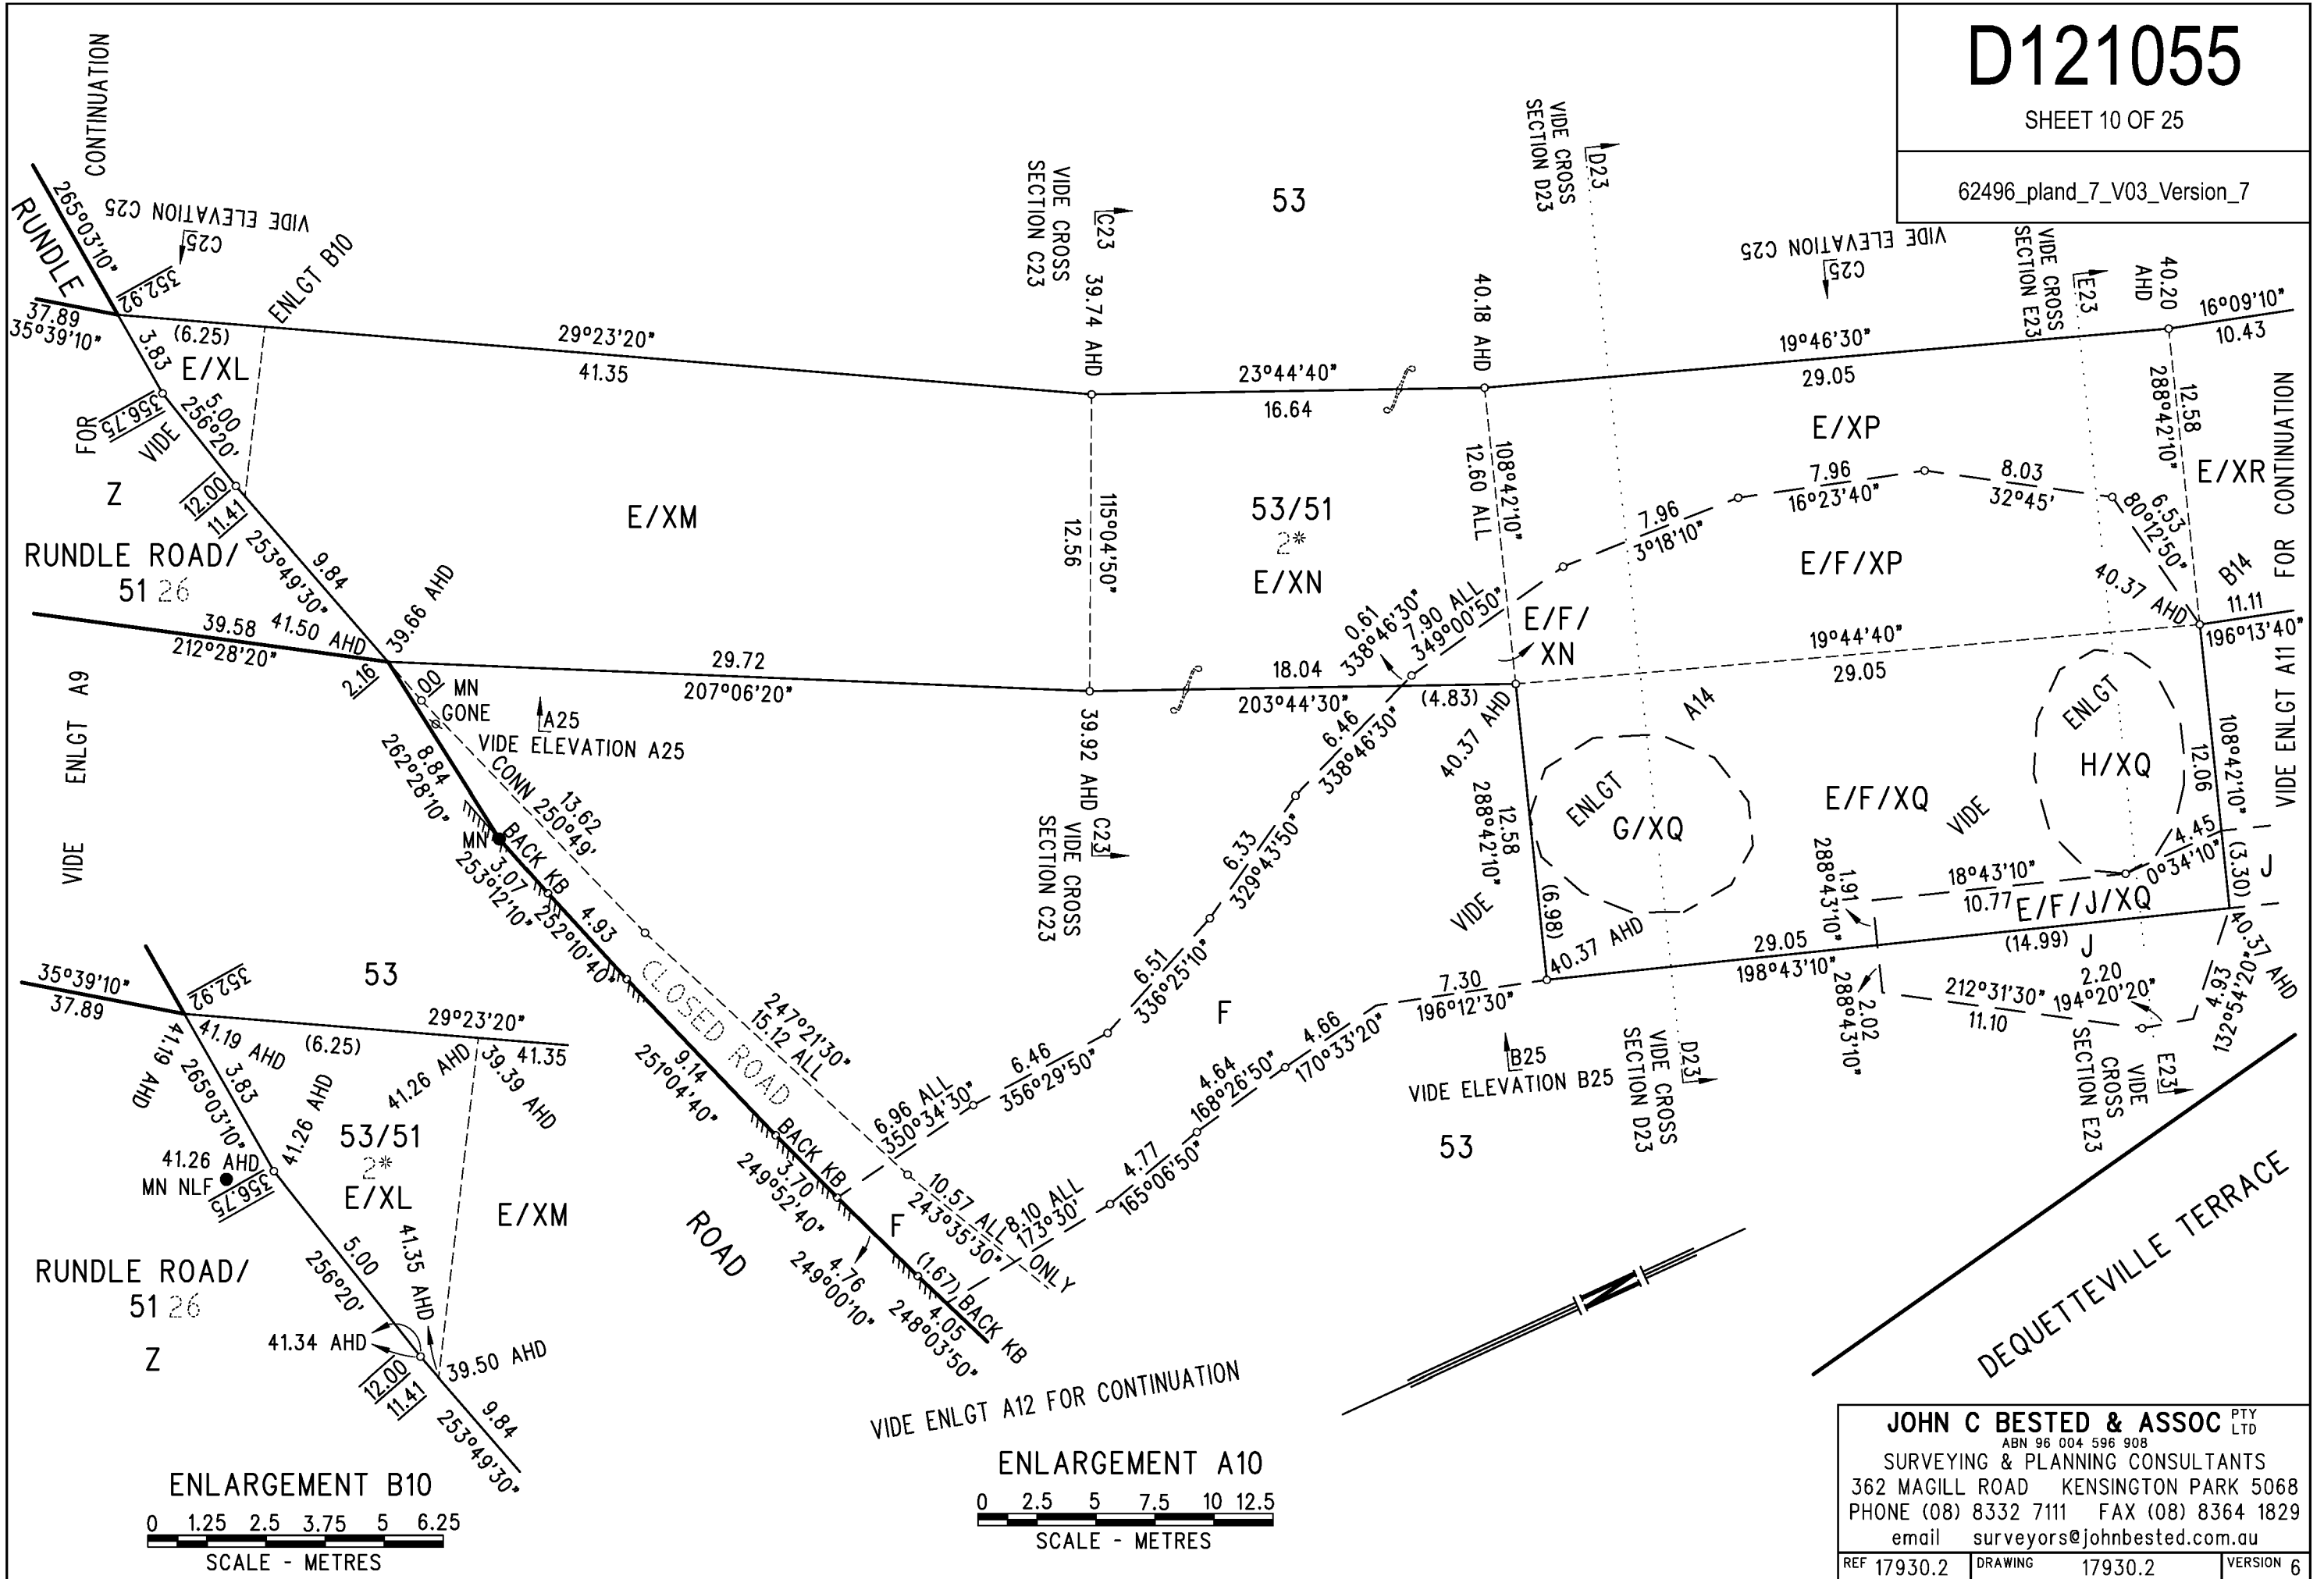 D121055
SHEET 10 OF 25
62496_pland_7_V03_Version_7
CONTINUATION
265°03'10"
RUNDLE
VIDE ELEVATION C25
C25
352.92
ENLGT B10
37.89
35°39'10"
3.83
(6.25)
E/XL
29°23'20"
41.35
FOR
VIDE
356.75
5.00
256°20'
Z
12.00
11.41
253°49'30"
9.84
RUNDLE ROAD/
51 26
E/XM
39.66 AHD
39.58
41.50 AHD
212°28'20"
VIDE CROSS
SECTION C23
C23
39.74 AHD
53
23°44'40"
16.64
40.18 AHD
VIDE CROSS
SECTION D23
D23
VIDE ELEVATION C25
C25
VIDE CROSS
SECTION E23
E23
40.20
AHD
16°09'10"
10.43
19°46'30"
29.05
12.58
288°42'10"
E/XP
E/XR
115°04'50"
12.56
53/51
2*
E/XN
108°42'10"
12.60 ALL
7.96
3°18'10"
7.96
16°23'40"
8.03
32°45'
6.53
80°12'50"
E/F/XP
40.37 AHD
B14
11.11
196°13'40"
VIDE ENLGT A11 FOR CONTINUATION
0.61
338°46'30"
7.90 ALL
349°00'50"
E/F/
XN
19°44'40"
29.05
29.72
207°06'20"
18.04
203°44'30"
(4.83)
2.16
00
MN
GONE
A25
VIDE ELEVATION A25
VIDE ENLGT A9
8.84
262°28'10"
CONN 250°49'
13.62
MN
BACK KB
3.07
253°12'10"
4.93
252°10'40"
39.92 AHD
C23
VIDE CROSS
SECTION C23
6.46
338°46'30"
6.33
329°43'50"
6.51
336°25'10"
6.46
356°29'50"
6.96 ALL
350°34'30"
40.37 AHD
12.58
288°42'10"
(6.98)
A14
VIDE
ENLGT
G/XQ
E/F/XQ
VIDE
ENLGT
H/XQ
108°42'10"
12.06
(3.30)
J
4.45
0°34'10"
18°43'10"
10.77
E/F/J/XQ
1.91
288°43'10"
40.37 AHD
29.05
198°43'10"
(14.99)
J
40.37 AHD
2.20
194°20'20"
212°31'30"
11.10
4.93
132°54'20"
2.02
288°43'10"
7.30
196°12'30"
F
4.66
170°33'20"
4.64
168°26'50"
4.77
165°06'50"
8.10 ALL
173°30'
B25
VIDE ELEVATION B25
VIDE CROSS
SECTION D23
D23
VIDE
CROSS
SECTION E23
E23
53
CLOSED ROAD
247°21'30"
15.12 ALL
9.14
251°04'40"
BACK KB
3.70
249°52'40"
F
4.76
249°00'10"
10.57 ALL
243°35'30"
ONLY
(1.67)
BACK KB
4.05
248°03'50"
ROAD
DEQUETTEVILLE TERRACE
35°39'10"
37.89
352.92
53
41.19 AHD
41.19 AHD
(6.25)
29°23'20"
41.35
3.83
265°03'10"
41.26 AHD
41.26 AHD
39.39 AHD
53/51
2*
E/XL
41.26 AHD
MN NLF
356.75
E/XM
RUNDLE ROAD/
51 26
Z
5.00
256°20'
41.35 AHD
41.34 AHD
39.50 AHD
12.00
11.41
9.84
253°49'30"
VIDE ENLGT A12 FOR CONTINUATION
ENLARGEMENT B10
0 1.25 2.5 3.75 5 6.25
SCALE - METRES
ENLARGEMENT A10
0 2.5 5 7.5 10 12.5
SCALE - METRES
JOHN C BESTED & ASSOC PTY LTD
ABN 96 004 596 908
SURVEYING & PLANNING CONSULTANTS
362 MAGILL ROAD KENSINGTON PARK 5068
PHONE (08) 8332 7111 FAX (08) 8364 1829
email surveyors@johnbested.com.au
REF 17930.2 DRAWING 17930.2 VERSION 6